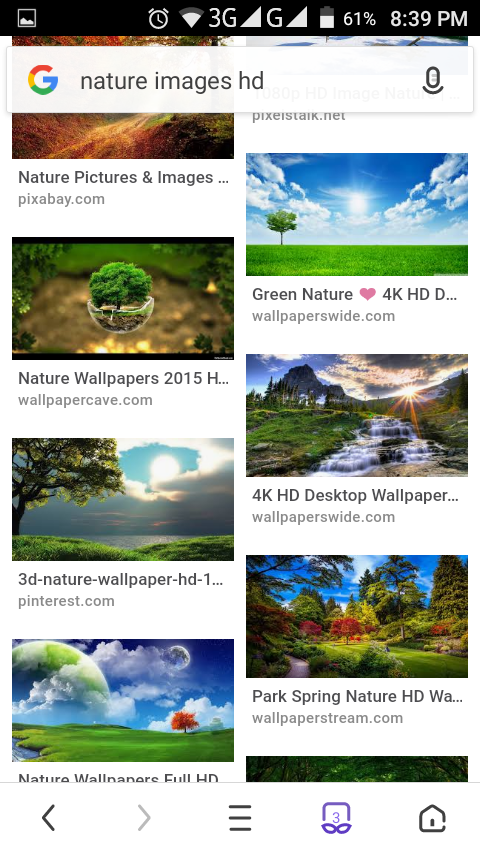 3G G 61% 8:39 PM
nature images hd
1080p HD Image Nature
pixelstalk.net
Nature Pictures & Images ...
pixabay.com
Green Nature 4K HD D...
wallpaperswide.com
Nature Wallpapers 2015 H...
wallpapercave.com
4K HD Desktop Wallpaper...
wallpaperswide.com
3d-nature-wallpaper-hd-1...
pinterest.com
Park Spring Nature HD Wa...
wallpaperstream.com
Nature Wallpapers Full HD
3